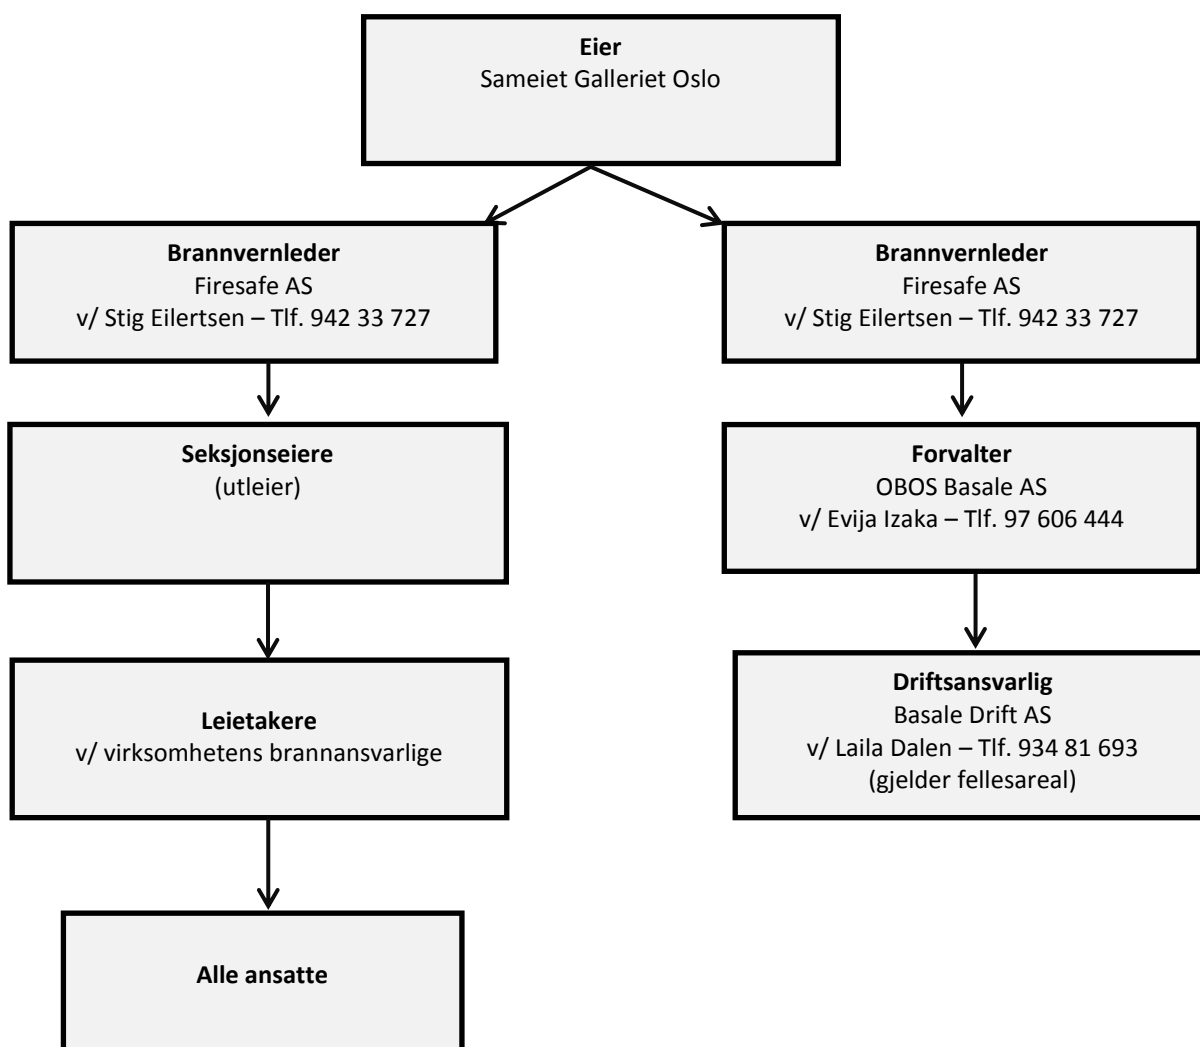 Eier
Sameiet Galleriet Oslo
Brannvernleder
Firesafe AS
v/ Stig Eilertsen – Tlf. 942 33 727
Brannvernleder
Firesafe AS
v/ Stig Eilertsen – Tlf. 942 33 727
Seksjonseiere
(utleier)
Forvalter
OBOS Basale AS
v/ Evija Izaka – Tlf. 97 606 444
Leietakere
v/ virksomhetens brannansvarlige
Driftsansvarlig
Basale Drift AS
v/ Laila Dalen – Tlf. 934 81 693
(gjelder fellesareal)
Alle ansatte